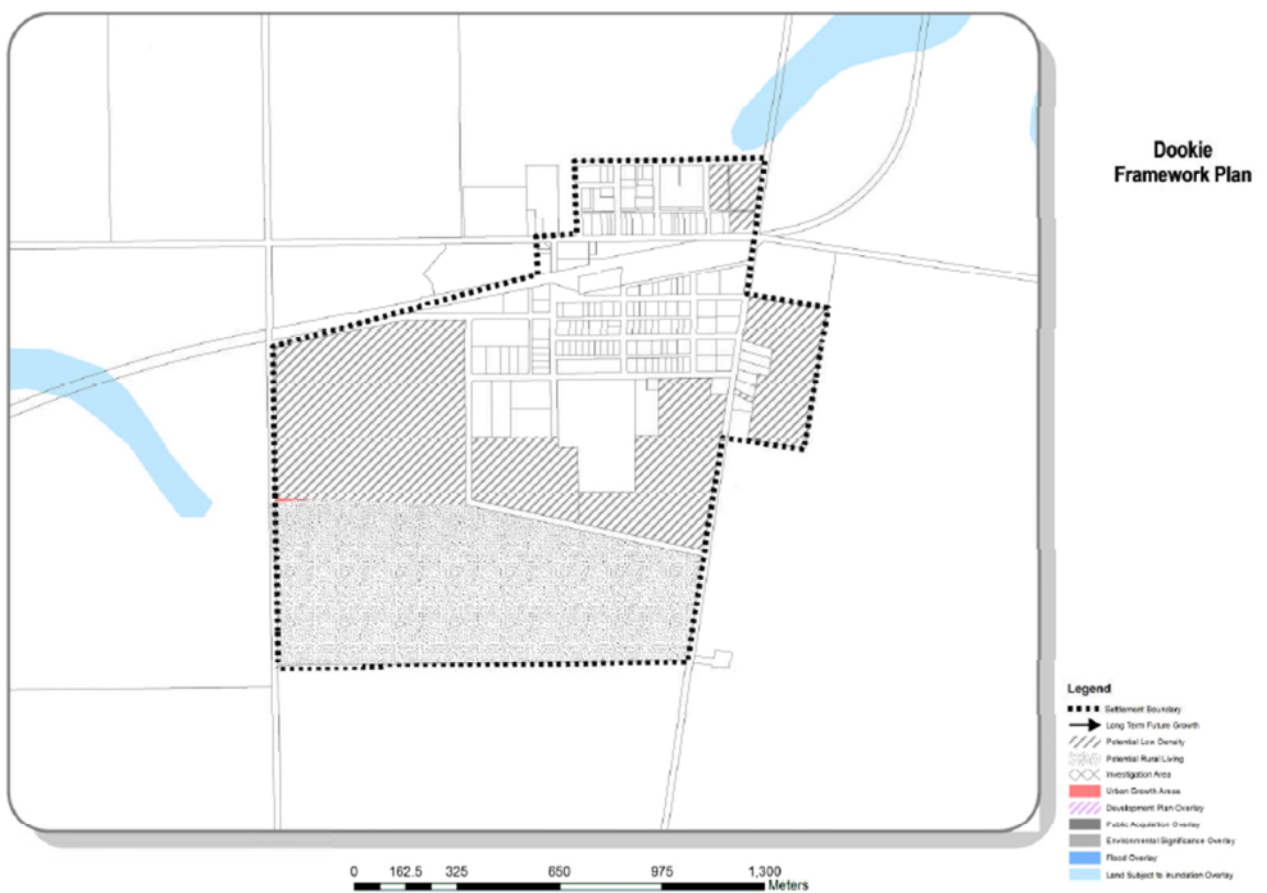 Dookie
Framework Plan
Legend
Settlement Boundary
Long Term Future Growth
Potential Low Density
Potential Rural Living
Investigation Area
Urban Growth Areas
Development Plan Overlay
Public Acquisition Overlay
Environmental Significance Overlay
Flood Overlay
Land Subject to Inundation Overlay
0 162.5 325 650 975 1,300
Meters